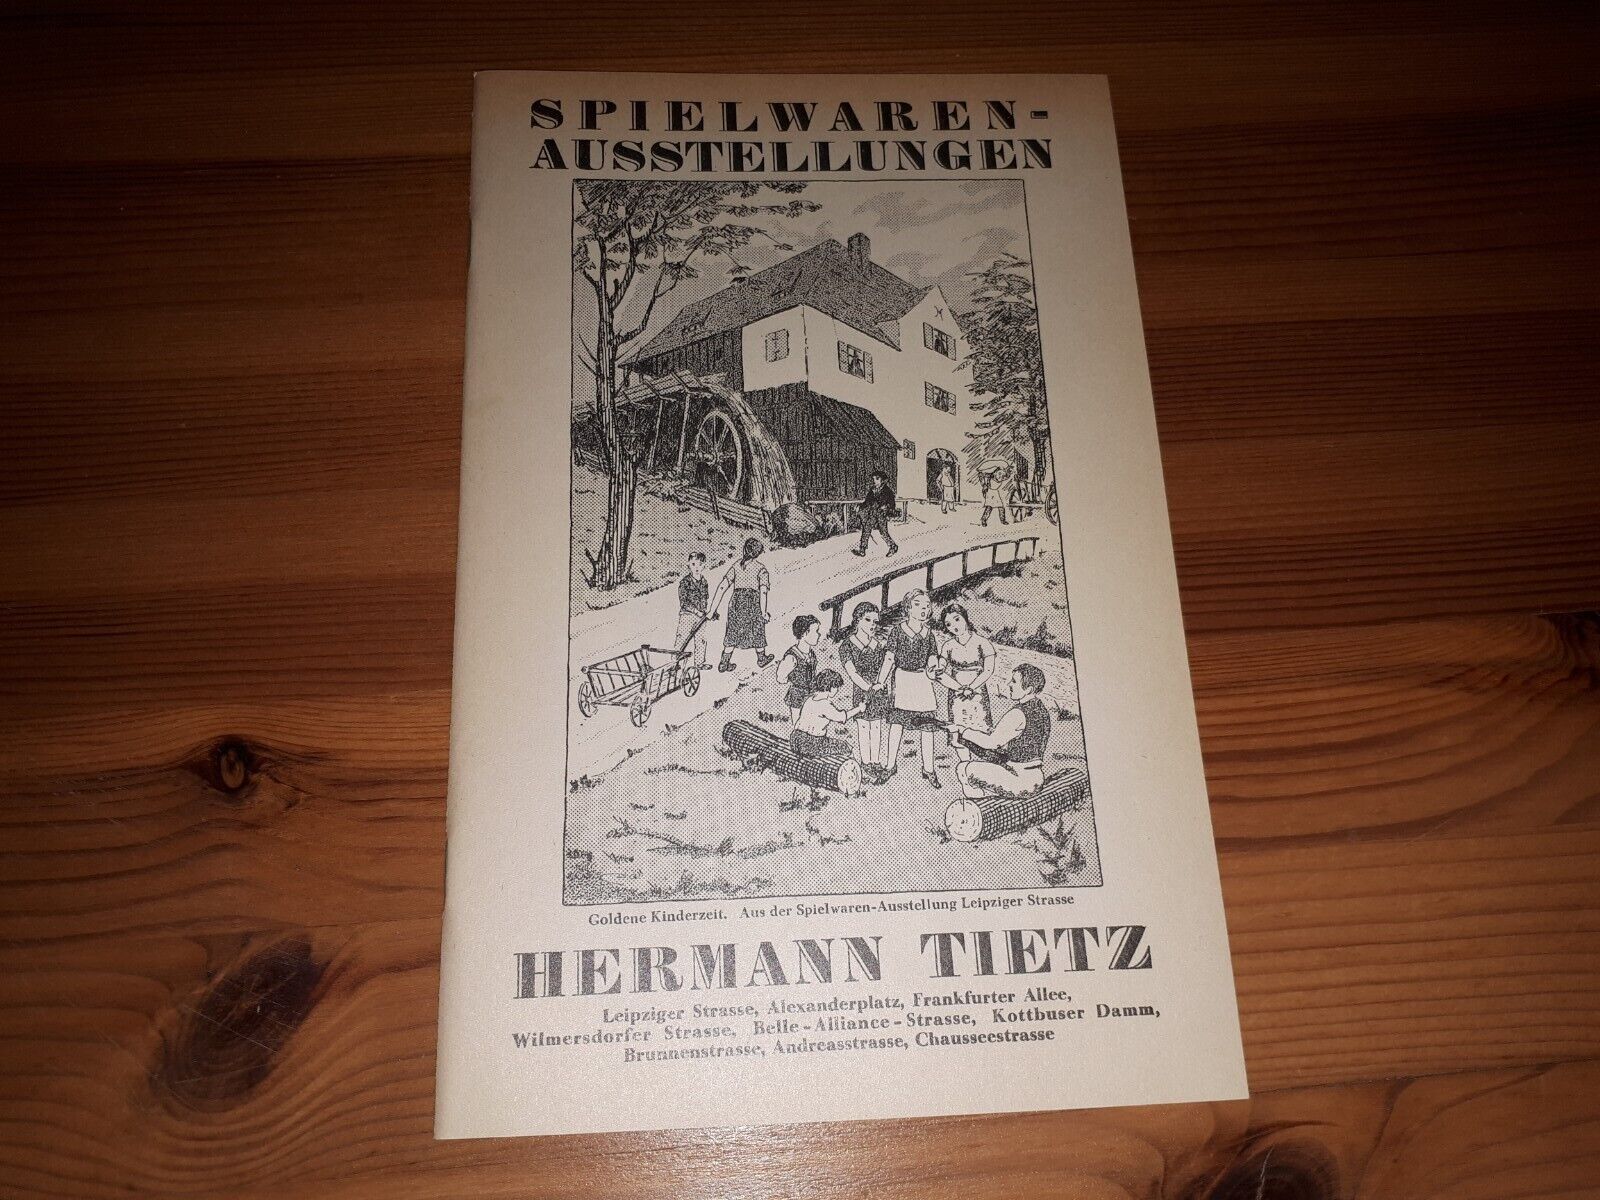 SPIELWAREN-
AUSSTELLUNGEN
Goldene Kinderzeit. Aus der Spielwaren-Ausstellung Leipziger Strasse
HERMANN TIETZ
Leipziger Strasse, Alexanderplatz, Frankfurter Allee,
Wilmersdorfer Strasse, Belle-Alliance-Strasse, Kottbuser Damm,
Brunnenstrasse, Andreasstrasse, Chausseestrasse